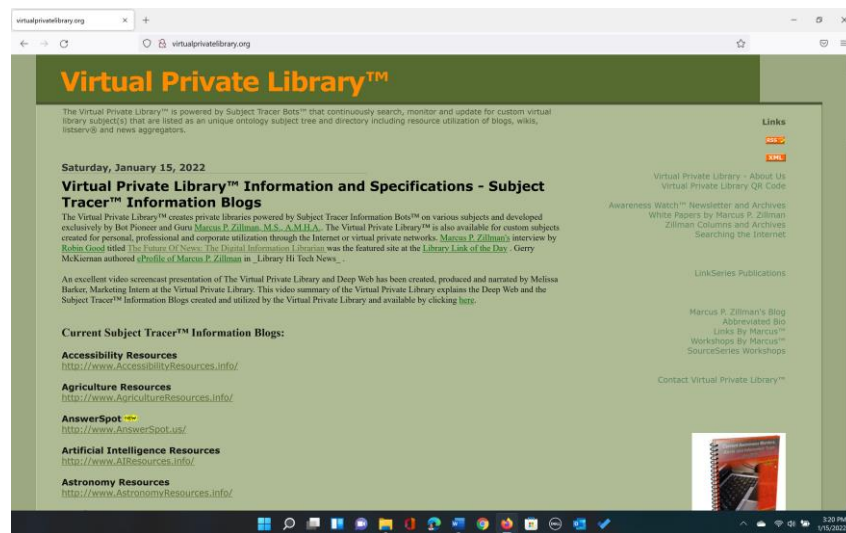 virtualprivatelibrary.org
virtualprivatelibrary.org
Virtual Private Library™
The Virtual Private Library™ is powered by Subject Tracer Bots™ that continuously search, monitor and update for custom virtual
library subject(s) that are listed as an unique ontology subject tree and directory including resource utilization of blogs, wikis,
listserv® and news aggregators.
Saturday, January 15, 2022
Virtual Private Library™ Information and Specifications - Subject
Tracer™ Information Blogs
The Virtual Private Library™ creates private libraries powered by Subject Tracer Information Bots™ on various subjects and developed
exclusively by Bot Pioneer and Guru Marcus P. Zillman, M.S., A.M.H.A. The Virtual Private Library™ is also available for custom subjects
created for personal, professional and corporate utilization through the Internet or virtual private networks. Marcus P. Zillman's interview by
Robin Good titled The Future Of News: The Digital Information Librarian was the featured site at the Library Link of the Day . Gerry
McKiernan authored eProfile of Marcus P. Zillman in _Library Hi Tech News_ .
An excellent video screencast presentation of The Virtual Private Library and Deep Web has been created, produced and narrated by Melissa
Barker, Marketing Intern at the Virtual Private Library. This video summary of the Virtual Private Library explains the Deep Web and the
Subject Tracer™ Information Blogs created and utilized by the Virtual Private Library and available by clicking here.
Current Subject Tracer™ Information Blogs:
Accessibility Resources
http://www.AccessibilityResources.info/
Agriculture Resources
http://www.AgricultureResources.info/
AnswerSpot
http://www.AnswerSpot.us/
Artificial Intelligence Resources
http://www.AIResources.info/
Astronomy Resources
http://www.AstronomyResources.info/
Links
RSS
XML
Virtual Private Library - About Us
Virtual Private Library QR Code
Awareness Watch™ Newsletter and Archives
White Papers by Marcus P. Zillman
Zillman Columns and Archives
Searching the Internet
LinkSeries Publications
Marcus P. Zillman's Blog
Abbreviated Bio
Links By Marcus™
Workshops By Marcus™
SourceSeries Workshops
Contact Virtual Private Library™
3:20 PM
1/15/2022